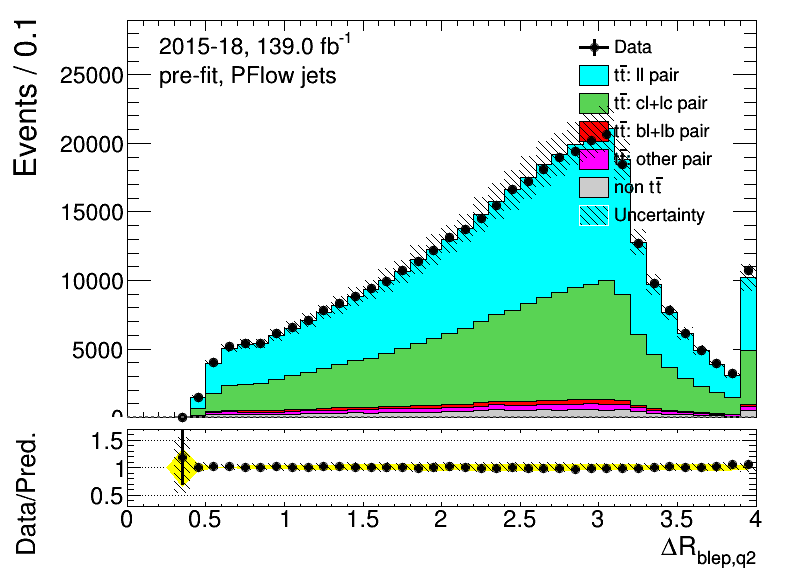 Events / 0.1
2015-18, 139.0 fb⁻¹
pre-fit, PFlow jets
Data
tt̄: ll pair
tt̄: cl+lc pair
tt̄: bl+lb pair
tt̄: other pair
non tt̄
Uncertainty
25000
20000
15000
10000
5000
0
Data/Pred.
1.5
1
0.5
0 0.5 1 1.5 2 2.5 3 3.5 4
ΔR_blep,q2